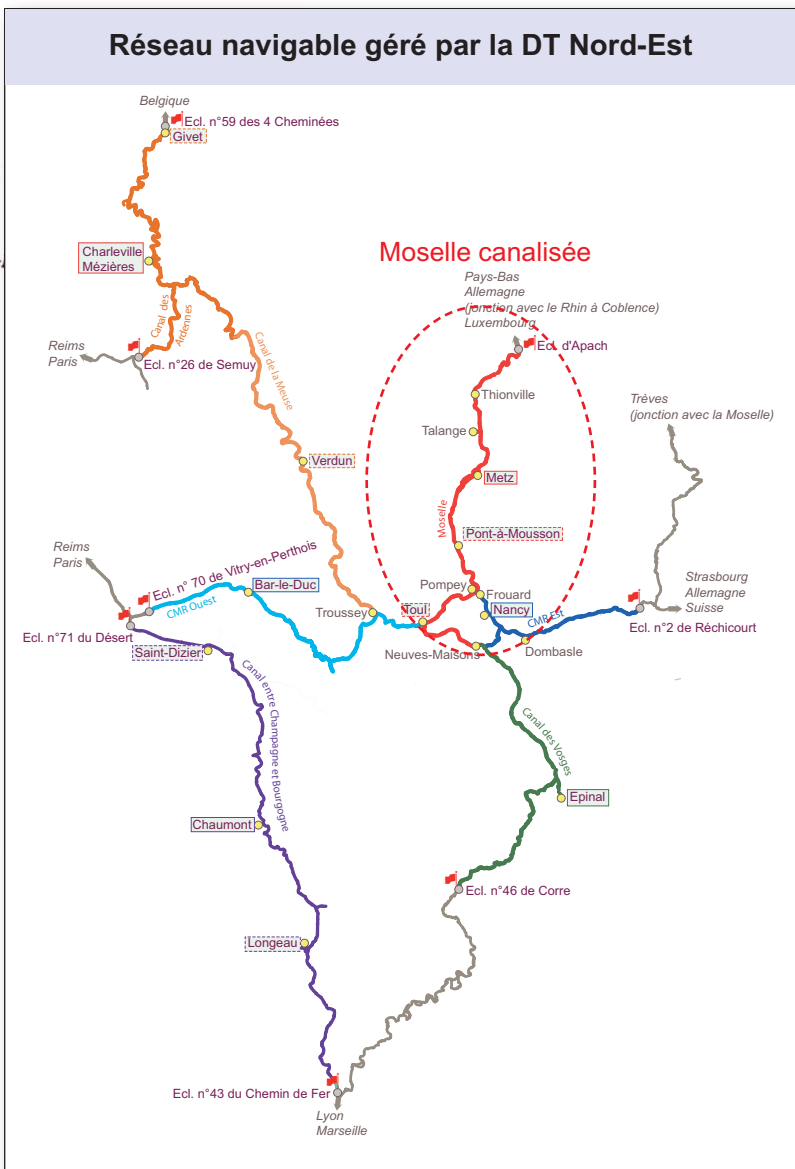 Réseau navigable géré par la DT Nord-Est
Belgique
Ecl. n°59 des 4 Cheminées
Givet
Moselle canalisée
Charleville
Mézières
Pays-Bas
Allemagne
(jonction avec le Rhin à Coblence)
Luxembourg
Canal des
Ardennes
Reims
Paris
Ecl. n°26 de Semuy
Canal de la Meuse
Ecl. d'Apach
Thionville
Trèves
(jonction avec la Moselle)
Talange
Verdun
Metz
Moselle
Pont-à-Mousson
Reims
Paris
Ecl. n° 70 de Vitry-en-Perthois
CMR Ouest
Bar-le-Duc
Pompey
Frouard
Strasbourg
Allemagne
Suisse
Troussey
Toul
Nancy
CMR Est
Ecl. n°2 de Réchicourt
Ecl. n°71 du Désert
Saint-Dizier
Neuves-Maisons
Dombasle
Canal entre Champagne et Bourgogne
Canal des Vosges
Epinal
Chaumont
Ecl. n°46 de Corre
Longeau
Ecl. n°43 du Chemin de Fer
Lyon
Marseille